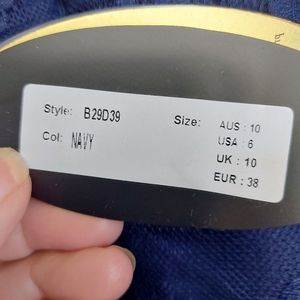 Style: B29D39 Size: AUS : 10
Col: NAVY USA : 6
UK : 10
EUR : 38